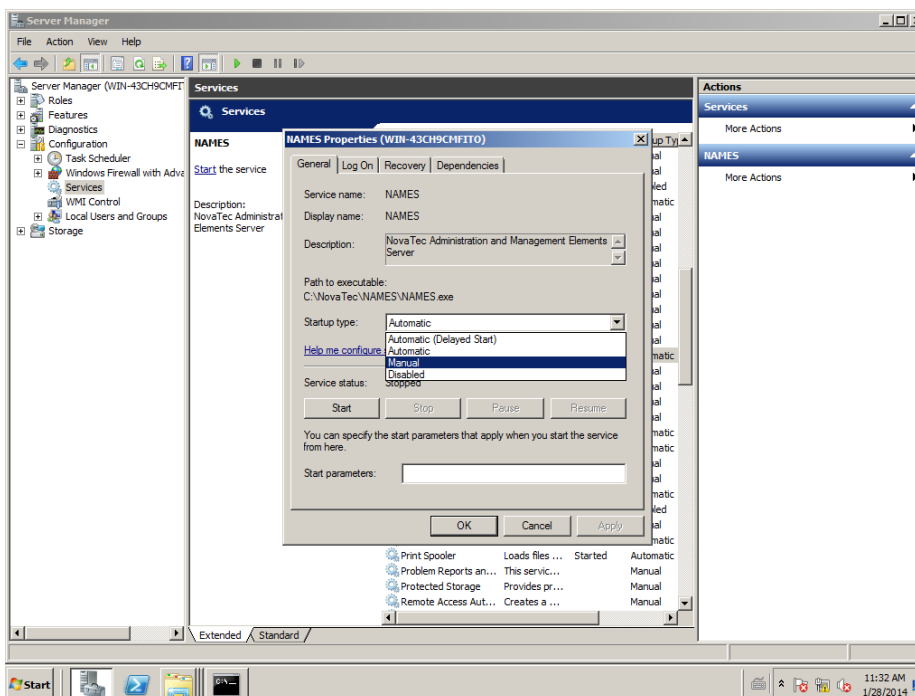 Server Manager
File Action View Help
Server Manager (WIN-43CH9CMFIT
Roles
Features
Diagnostics
Configuration
Task Scheduler
Windows Firewall with Adva
Services
WMI Control
Local Users and Groups
Storage
Services
Services
NAMES
Start the service
Description:
NovaTec Administrat
Elements Server
up Ty
NAMES Properties (WIN-43CH9CMFITO)
General Log On Recovery Dependencies
Service name: NAMES
Display name: NAMES
Description: NovaTec Administration and Management Elements
Server
Path to executable:
C:\NovaTec\NAMES\NAMES.exe
Startup type: Automatic
Automatic (Delayed Start)
Help me configure Automatic
Manual
Disabled
Service status: Stopped
Start Stop Pause Resume
You can specify the start parameters that apply when you start the service
from here.
Start parameters:
OK Cancel Apply
Print Spooler Loads files ... Started Automatic
Problem Reports an... This servic... Manual
Protected Storage Provides pr... Manual
Remote Access Aut... Creates a ... Manual
Extended Standard
Actions
Services
More Actions
NAMES
More Actions
Start
11:32 AM
1/28/2014